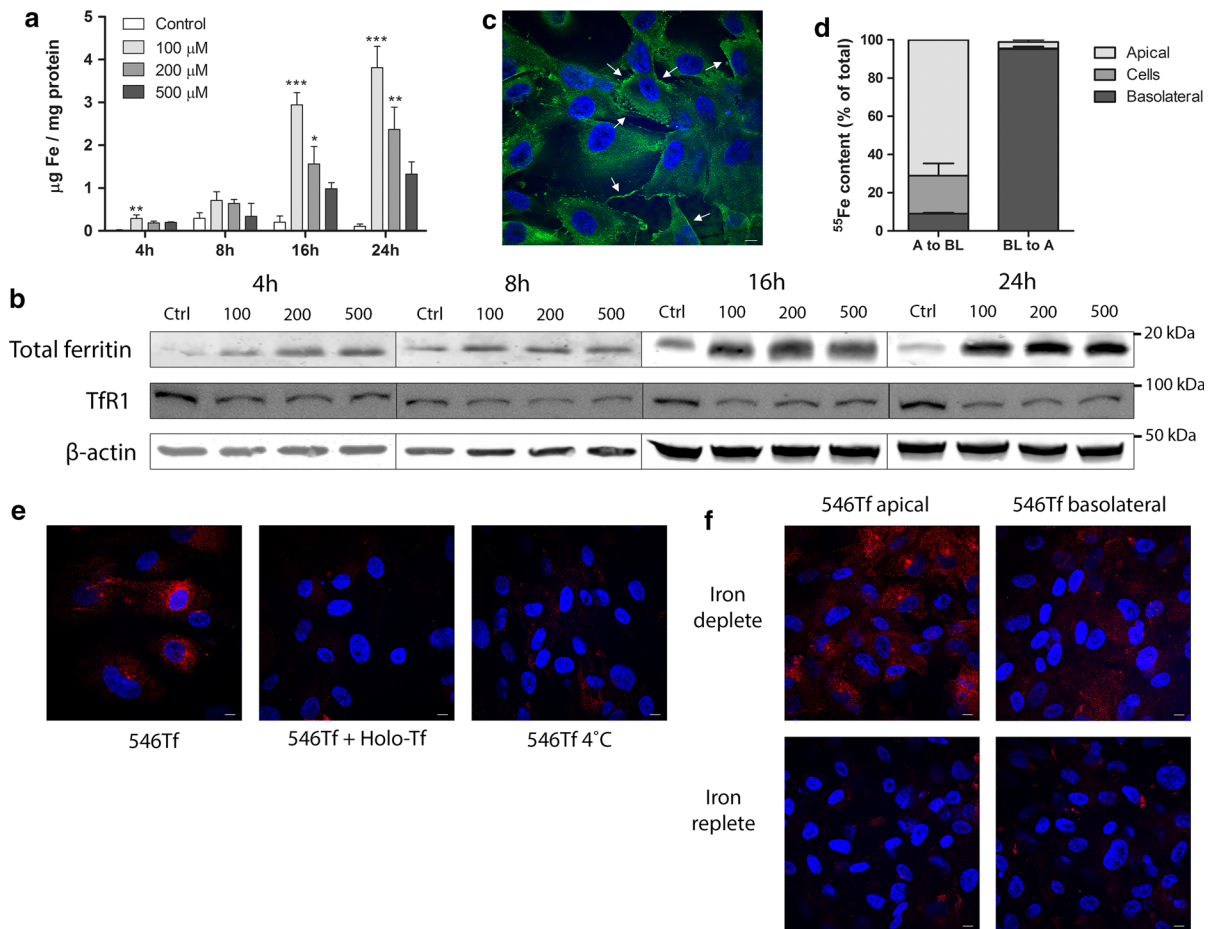 a
µg Fe / mg protein
5
4
3
2
1
0
Control
100 µM
200 µM
500 µM
**
***
*
***
**
4h
8h
16h
24h
c
d
55Fe content (% of total)
100
80
60
40
20
0
A to BL
BL to A
Apical
Cells
Basolateral
b
4h
8h
16h
24h
Ctrl 100 200 500 Ctrl 100 200 500 Ctrl 100 200 500 Ctrl 100 200 500
Total ferritin
20 kDa
TfR1
100 kDa
β-actin
50 kDa
e
546Tf
546Tf + Holo-Tf
546Tf 4°C
f
546Tf apical
546Tf basolateral
Iron
deplete
Iron
replete